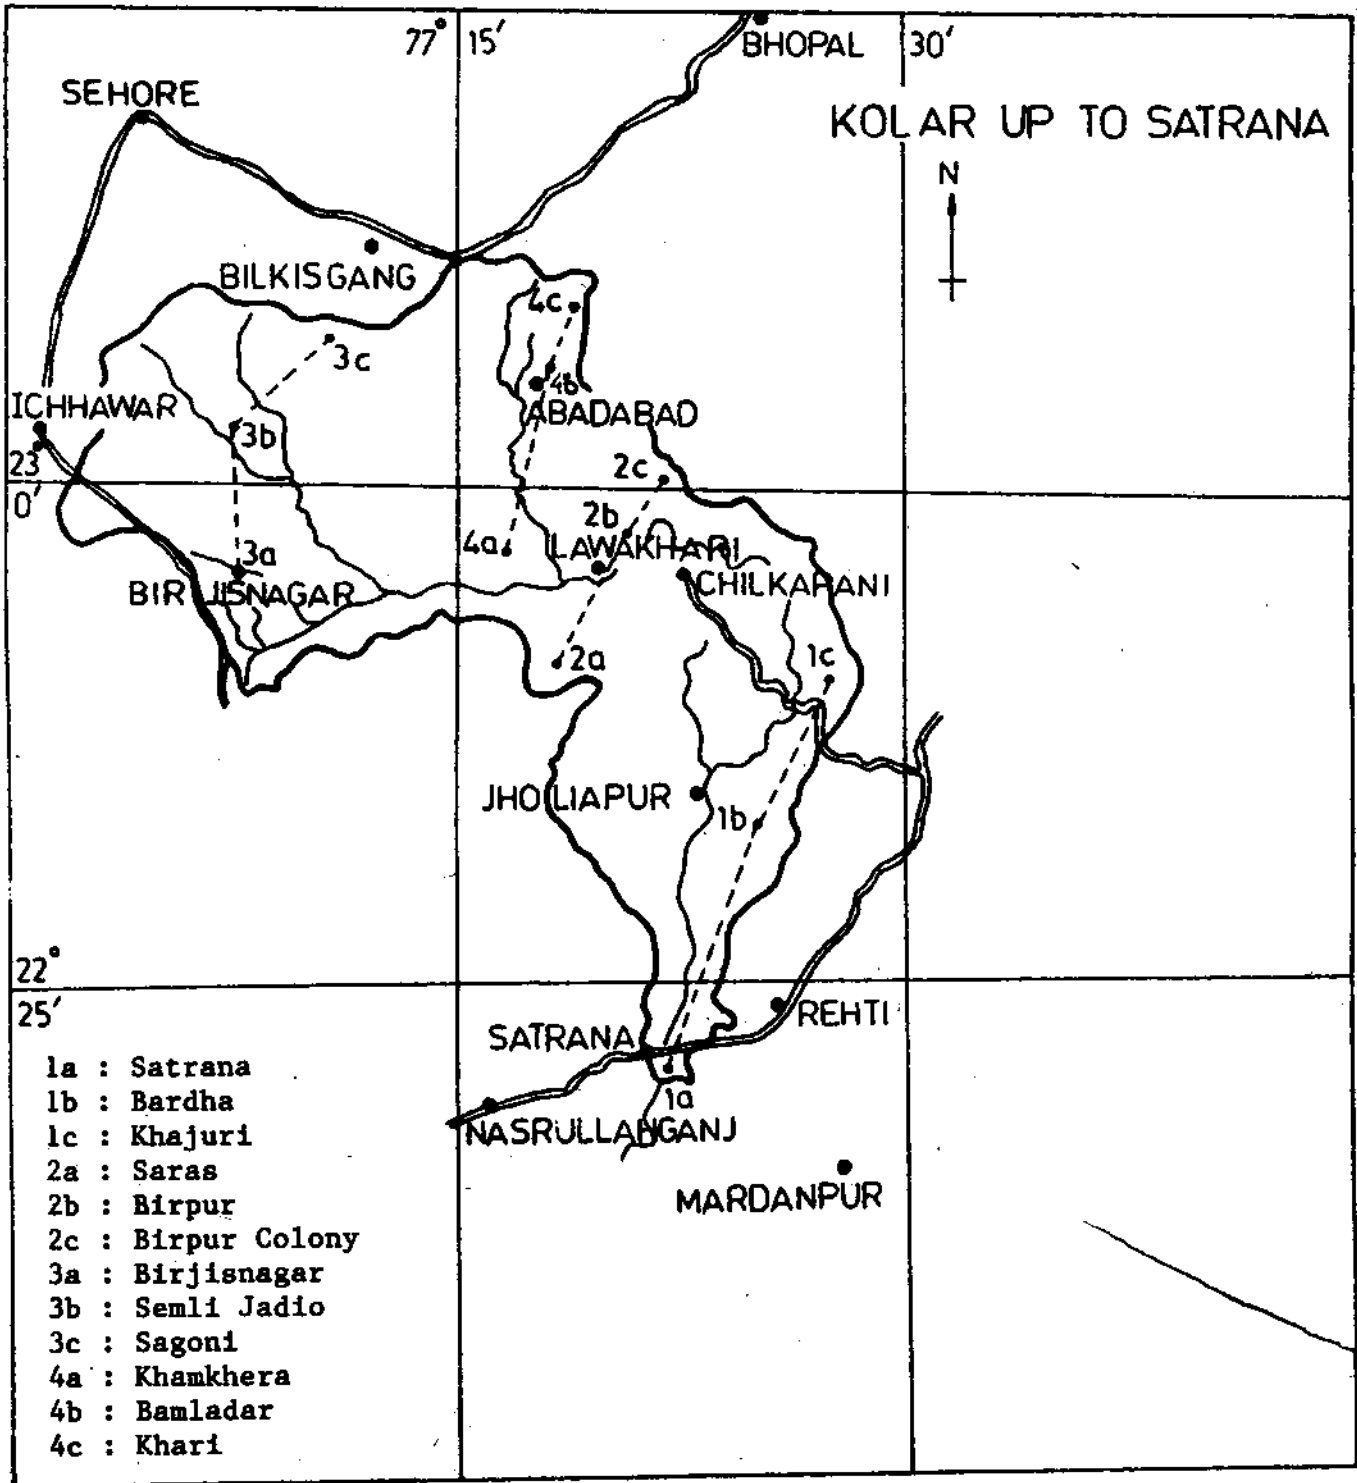 77° 15′
BHOPAL
30′
SEHORE
KOLAR UP TO SATRANA
N
BILKISGANG
4c
3c
4b
ICHHAWAR
ABADABAD
3b
23
0′
2c
2b
4a
LAWAKHARI
3a
CHILKAPANI
BIRJISNAGAR
2a
1c
JHOLIAPUR
1b
22°
25′
REHTI
SATRANA
1a
NASRULLANGANJ
MARDANPUR
1a : Satrana
1b : Bardha
1c : Khajuri
2a : Saras
2b : Birpur
2c : Birpur Colony
3a : Birjisnagar
3b : Semli Jadio
3c : Sagoni
4a : Khamkhera
4b : Bamladar
4c : Khari